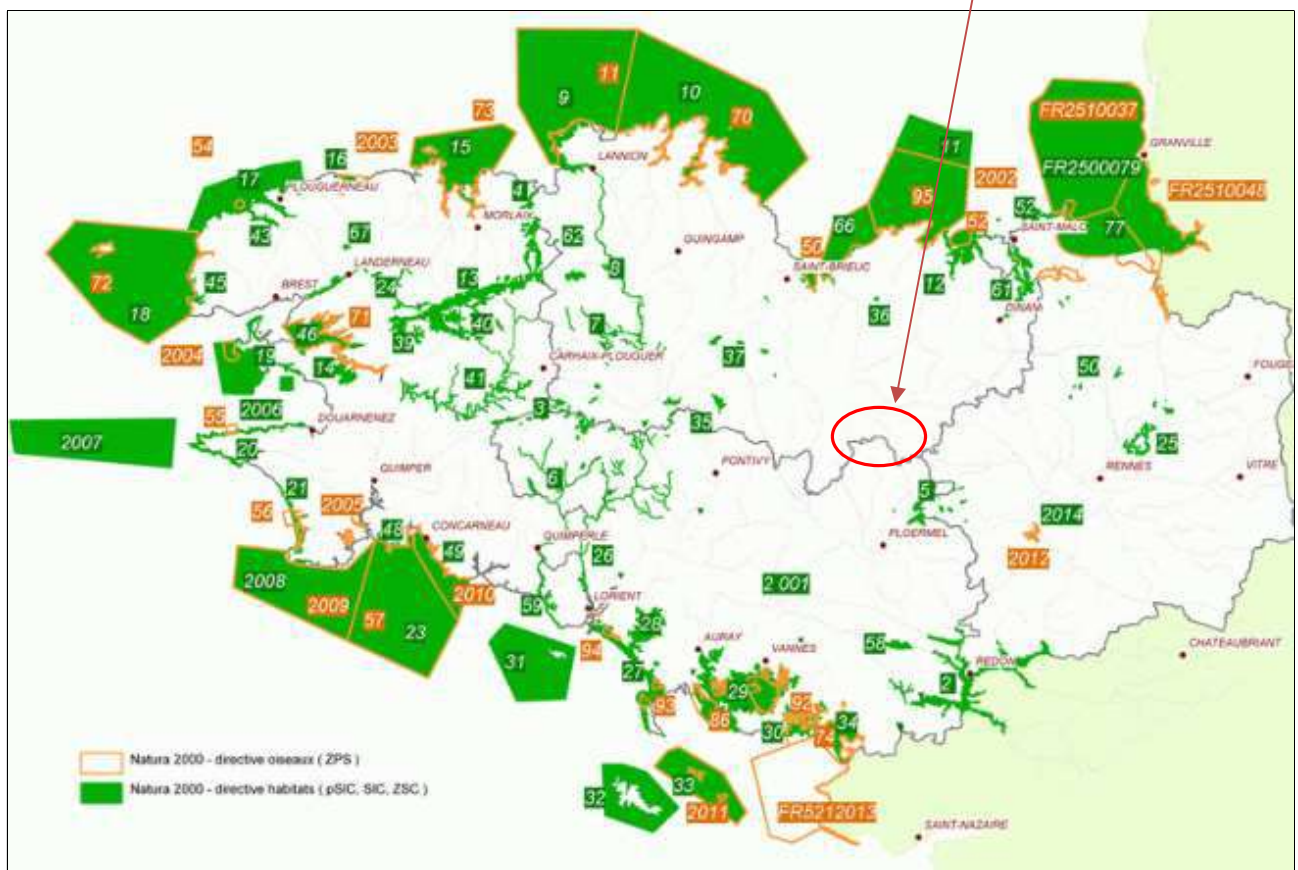 11
73
9
10
FR2510037
70
2003
54
16
15
GRANVILLE
11
LANNION
17
FR2500079
2002
FR2510048
PLOUGUERNEAU
4
95
52
52
43
MORLAIX
SAINT-MALO
66
77
67
62
GUINGAMP
50
LANDERNEAU
8
SAINT-BRIEUC
72
45
24
13
12
61
BREST
18
71
36
DINAN
46
40
7
39
37
2004
19
CARHAIX-PLOUGUER
14
41
50
FOUGE
2006
3
55
35
DOUARNENEZ
2007
25
20
6
PONTIVY
RENNES
VITRE
QUIMPER
21
5
2005
56
2014
48
CONCARNEAU
PLOERMEL
49
QUIMPERLE
26
2012
2008
2 001
2010
59
LORIENT
2009
57
23
28
AURAY
58
CHATEAUBRIANT
31
94
VANNES
REDON
27
29
2
93
92
86
30
34
74
Natura 2000 - directive oiseaux ( ZPS )
33
Natura 2000 - directive habitats ( pSIC, SIC, ZSC )
32
2011
FR5212013
SAINT-NAZAIRE